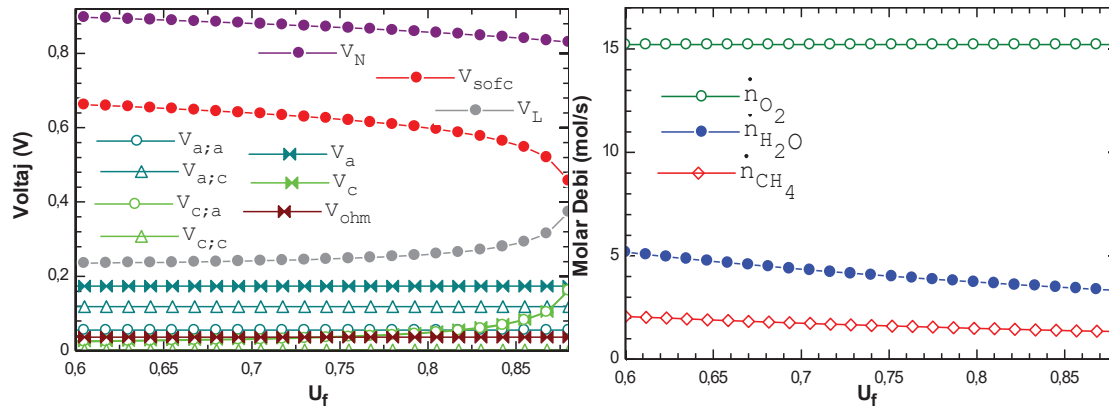 Voltaj (V)
0,8
0,6
0,4
0,2
0
V_N
V_sofc
V_L
V_a;a
V_a;c
V_c;a
V_c;c
V_a
V_c
V_ohm
0,6 0,65 0,7 0,75 0,8 0,85
U_f
Molar Debi (mol/s)
15
10
5
0
ṅ_O₂
ṅ_H₂O
ṅ_CH₄
0,6 0,65 0,7 0,75 0,8 0,85
U_f